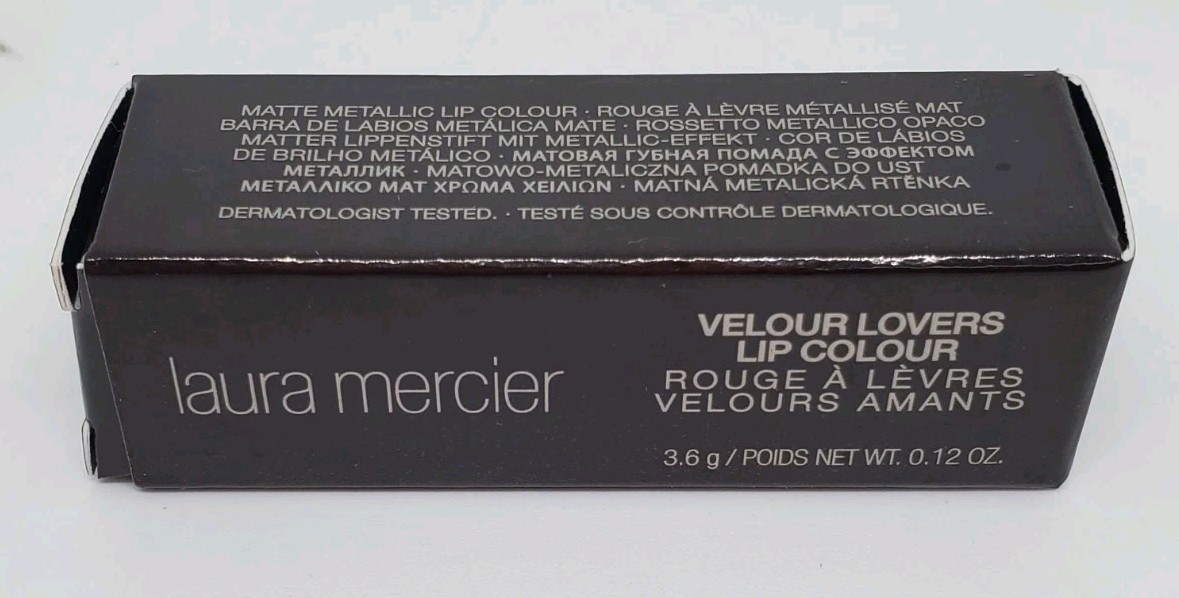 MATTE METALLIC LIP COLOUR · ROUGE À LÈVRE MÉTALLISÉ MAT
BARRA DE LABIOS METÁLICA MATE · ROSSETTO METALLICO OPACO
MATTER LIPPENSTIFT MIT METALLIC-EFFEKT · COR DE LÁBIOS
DE BRILHO METÁLICO · МАТОВАЯ ГУБНАЯ ПОМАДА С ЭФФЕКТОМ
МЕТАЛЛИК · MATOWO-METALICZNA POMADKA DO UST
ΜΕΤΑΛΛΙΚΟ ΜΑΤ ΧΡΩΜΑ ΧΕΙΛΙΩΝ · MATNÁ METALICKÁ RTĚNKA
DERMATOLOGIST TESTED. · TESTÉ SOUS CONTRÔLE DERMATOLOGIQUE.
laura mercier
VELOUR LOVERS
LIP COLOUR
ROUGE À LÈVRES
VELOURS AMANTS
3.6 g / POIDS NET WT. 0.12 OZ.